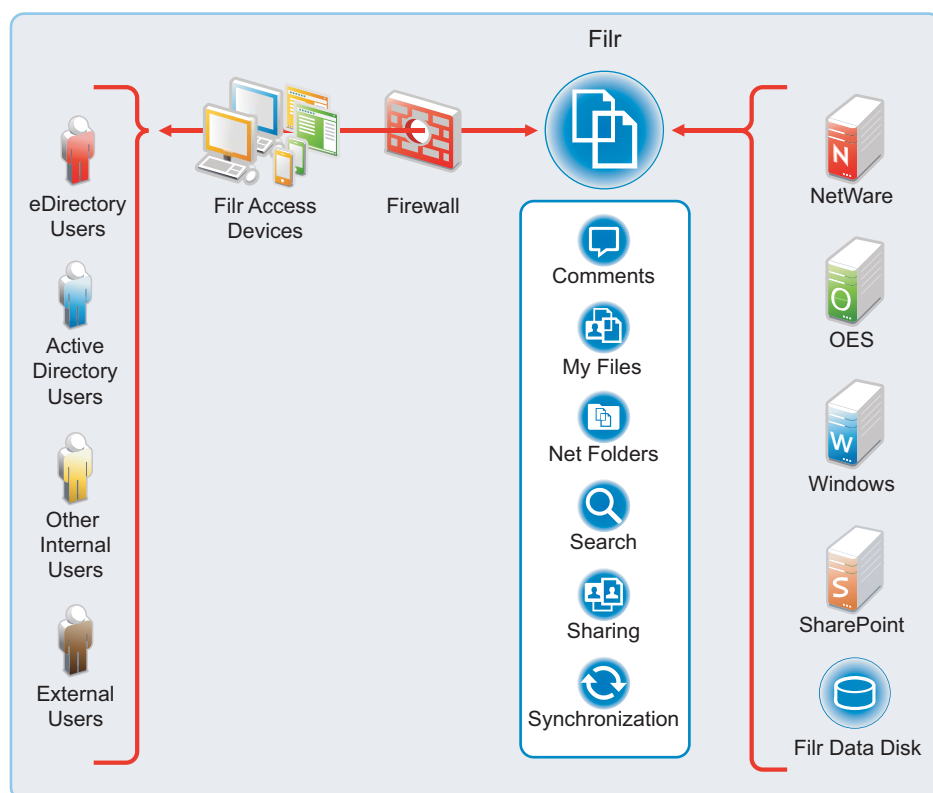 Filr
eDirectory
Users
Active
Directory
Users
Other
Internal
Users
External
Users
Filr Access
Devices
Firewall
Comments
My Files
Net Folders
Search
Sharing
Synchronization
N
NetWare
O
OES
W
Windows
S
SharePoint
Filr Data Disk